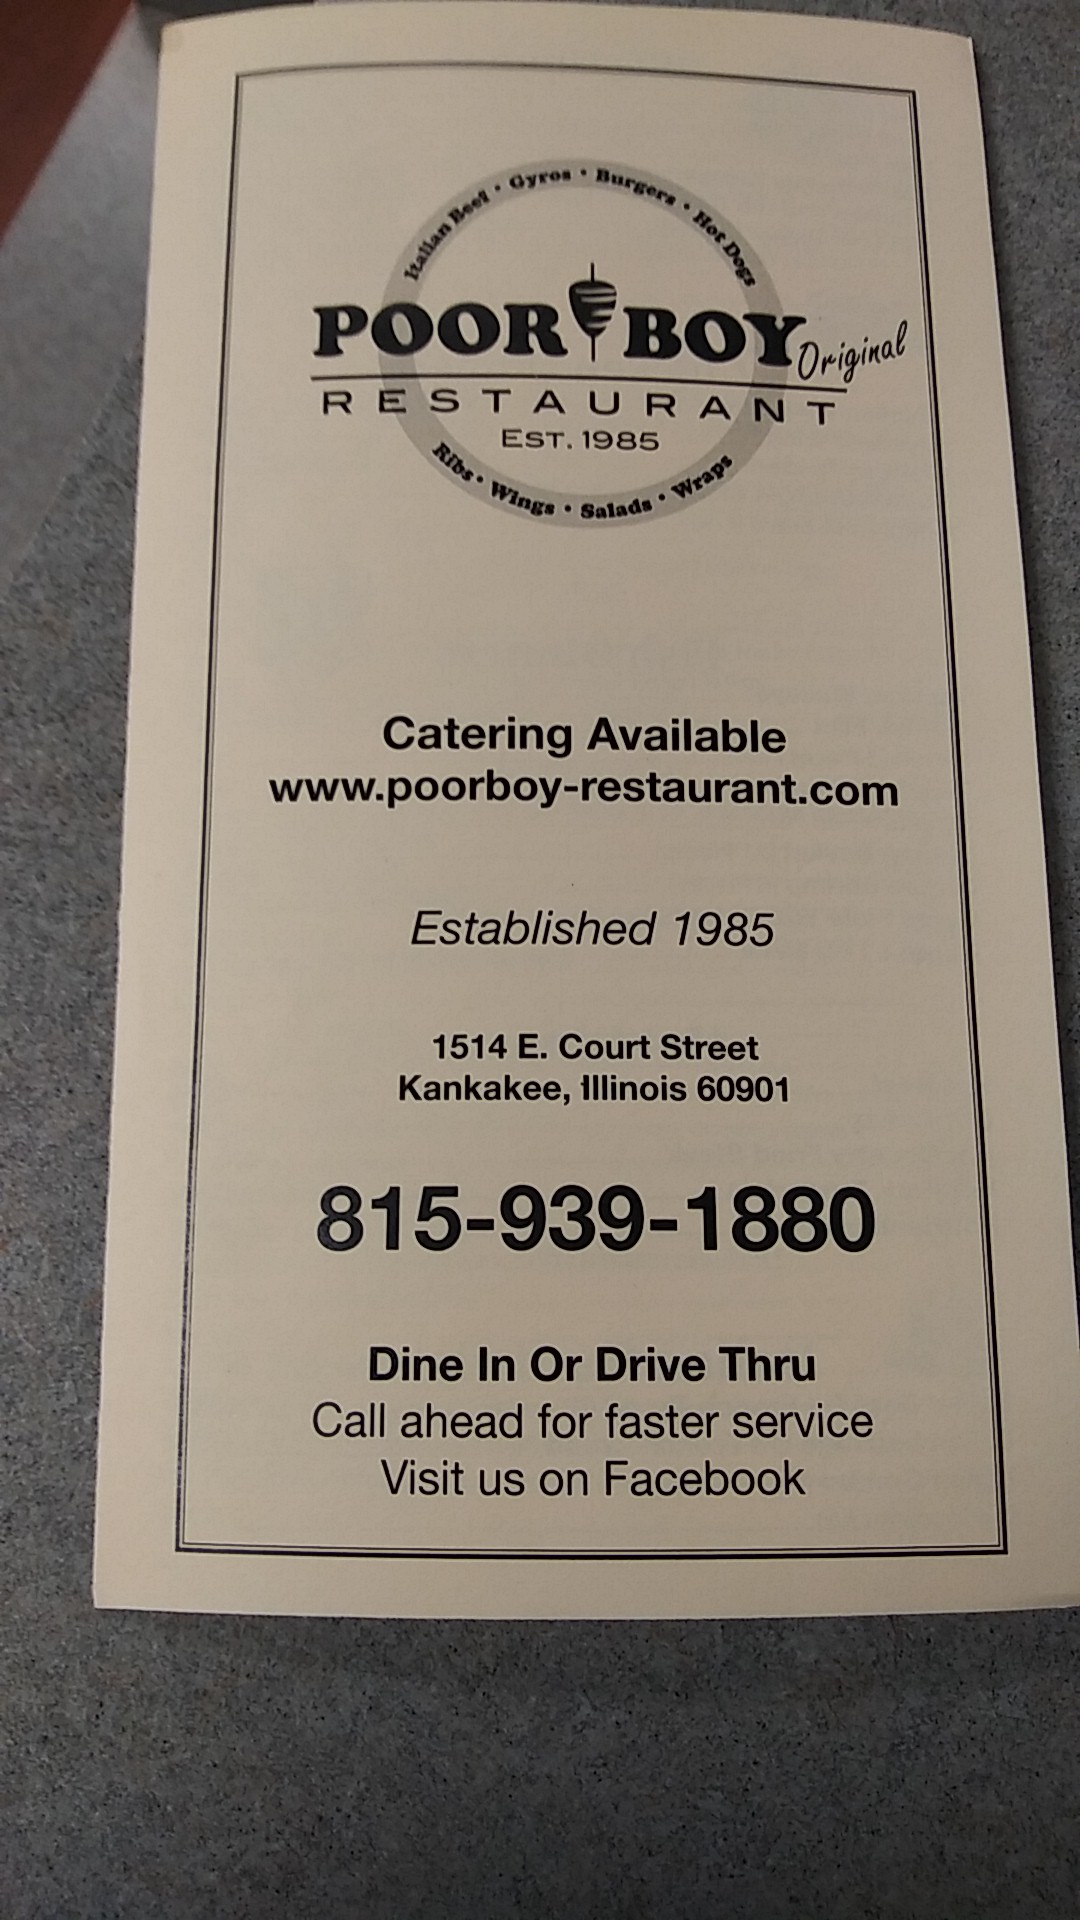 Italian Beef • Gyros • Burgers • Hot Dogs
POOR BOY Original
RESTAURANT
EST. 1985
Ribs • Wings • Salads • Wraps
Catering Available
www.poorboy-restaurant.com
Established 1985
1514 E. Court Street
Kankakee, Illinois 60901
815-939-1880
Dine In Or Drive Thru
Call ahead for faster service
Visit us on Facebook